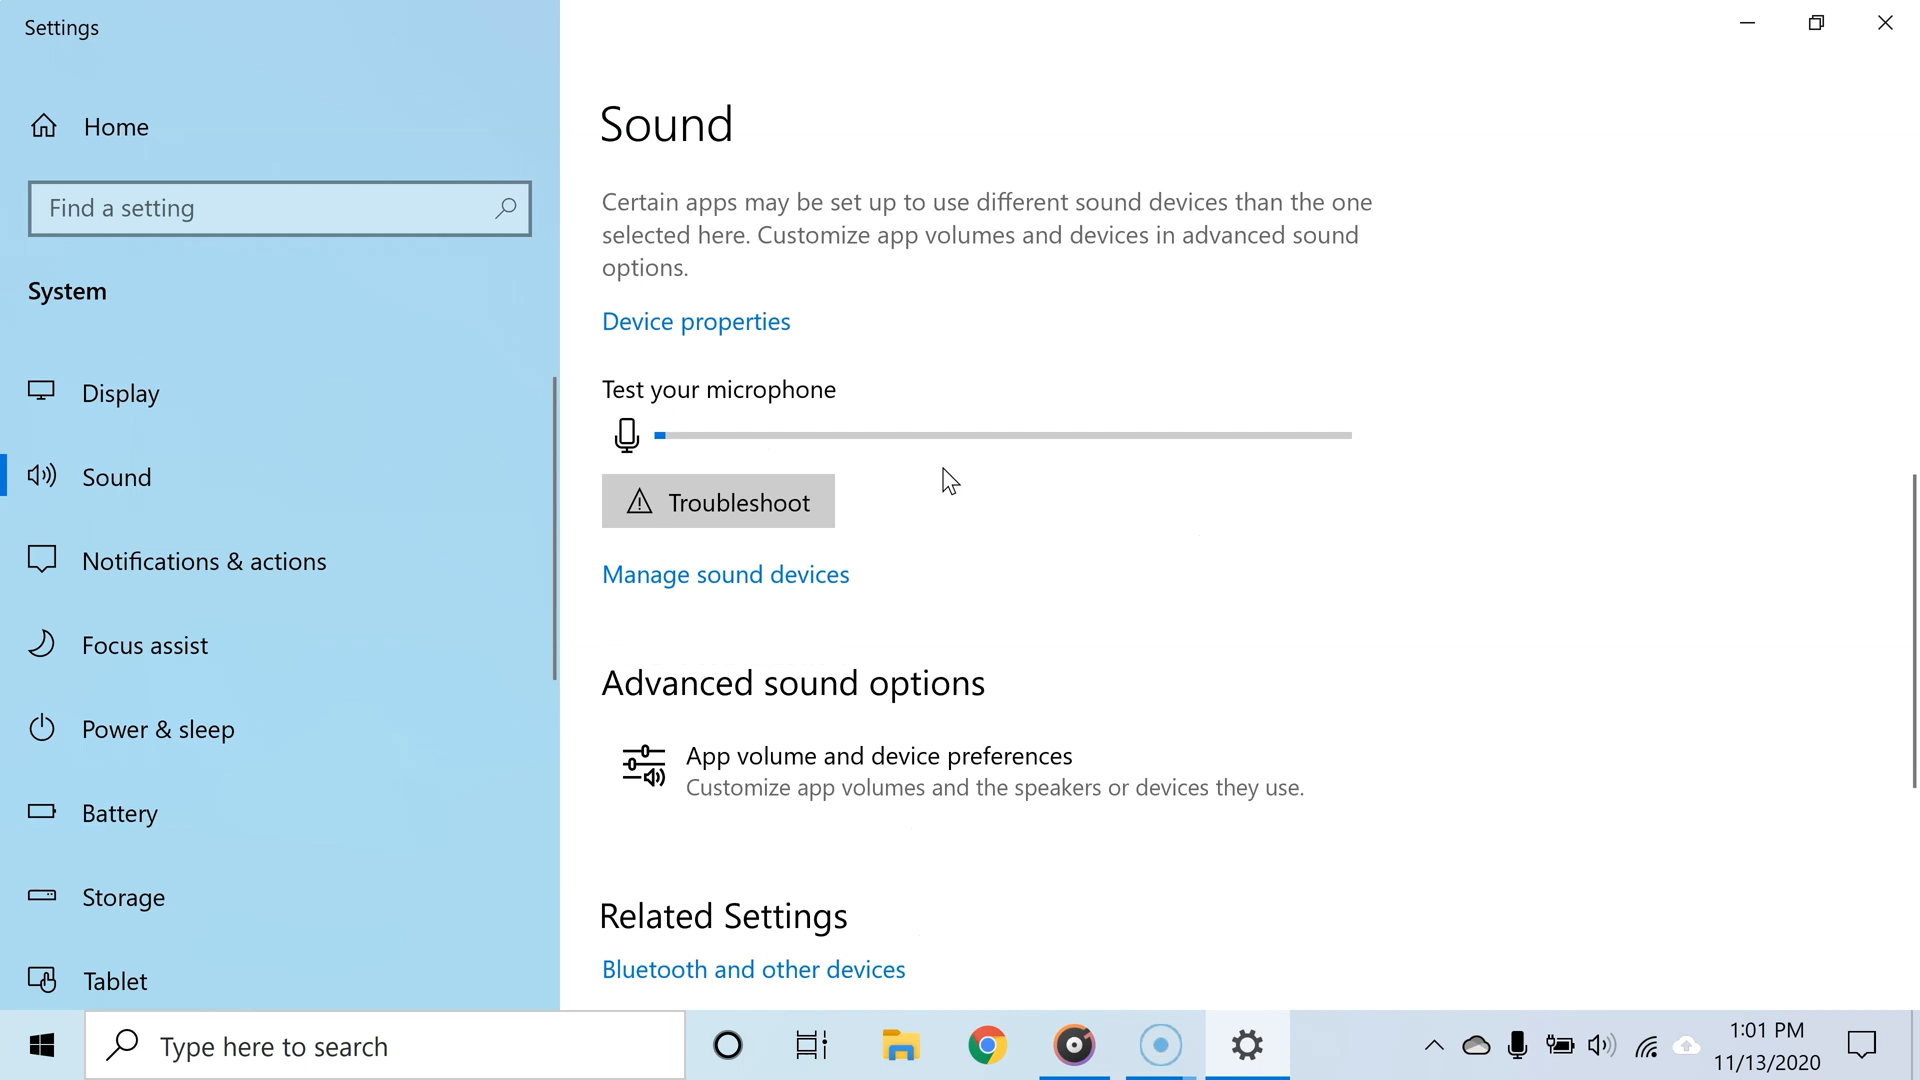 Settings
Home
Find a setting
System
Display
Sound
Notifications & actions
Focus assist
Power & sleep
Battery
Storage
Tablet
Sound
Certain apps may be set up to use different sound devices than the one
selected here. Customize app volumes and devices in advanced sound
options.
Device properties
Test your microphone
Troubleshoot
Manage sound devices
Advanced sound options
App volume and device preferences
Customize app volumes and the speakers or devices they use.
Related Settings
Bluetooth and other devices
Type here to search
1:01 PM
11/13/2020